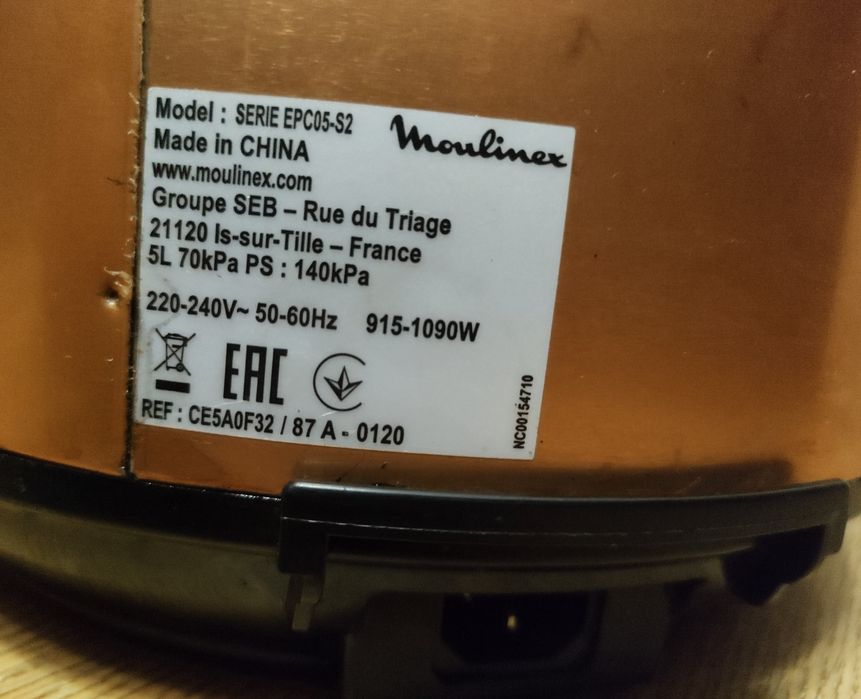 Model : SERIE EPC05-S2
Moulinex
Made in CHINA
www.moulinex.com
Groupe SEB – Rue du Triage
21120 Is-sur-Tille – France
5L 70kPa PS : 140kPa
220-240V~ 50-60Hz 915-1090W
EAC
REF : CE5A0F32 / 87 A - 0120
NC00154710